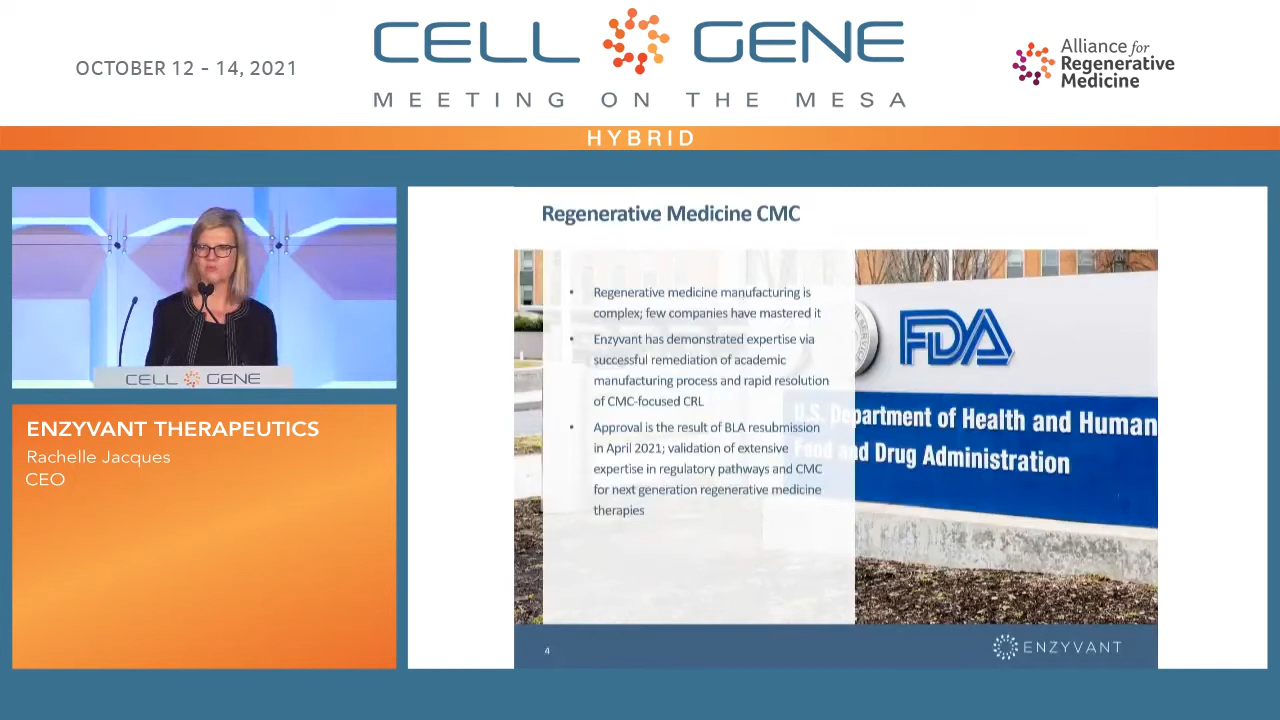 OCTOBER 12 - 14, 2021
CELL GENE
MEETING ON THE MESA
Alliance for
Regenerative
Medicine
HYBRID
CELL GENE
ENZYVANT THERAPEUTICS
Rachelle Jacques
CEO
Regenerative Medicine CMC
• Regenerative medicine manufacturing is
complex; few companies have mastered it
• Enzyvant has demonstrated expertise via
successful remediation of academic
manufacturing process and rapid resolution
of CMC-focused CRL
• Approval is the result of BLA resubmission
in April 2021; validation of extensive
expertise in regulatory pathways and CMC
for next generation regenerative medicine
therapies
FDA
U.S. Department of Health and Human
Food and Drug Administration
4
ENZYVANT